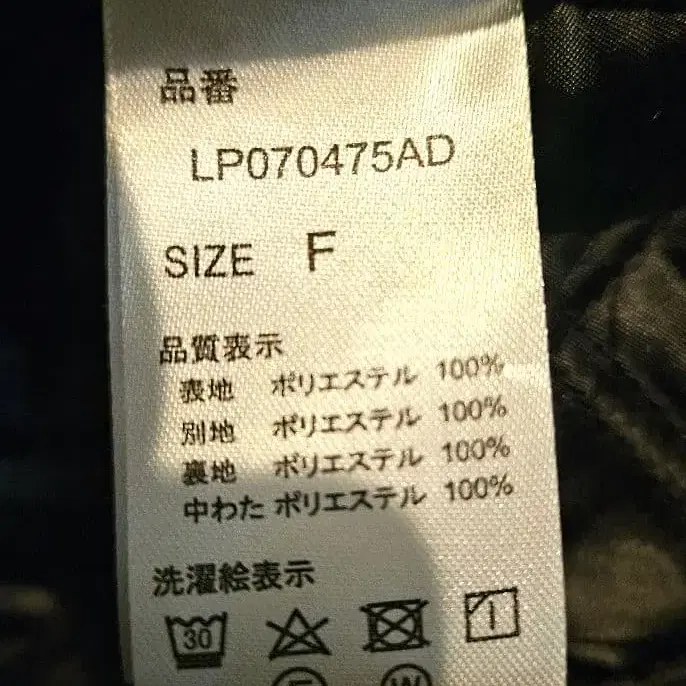 品番
LP070475AD
SIZE F
品質表示
表地 ポリエステル 100%
別地 ポリエステル 100%
裏地 ポリエステル 100%
中わた ポリエステル 100%
洗濯絵表示
30
F W